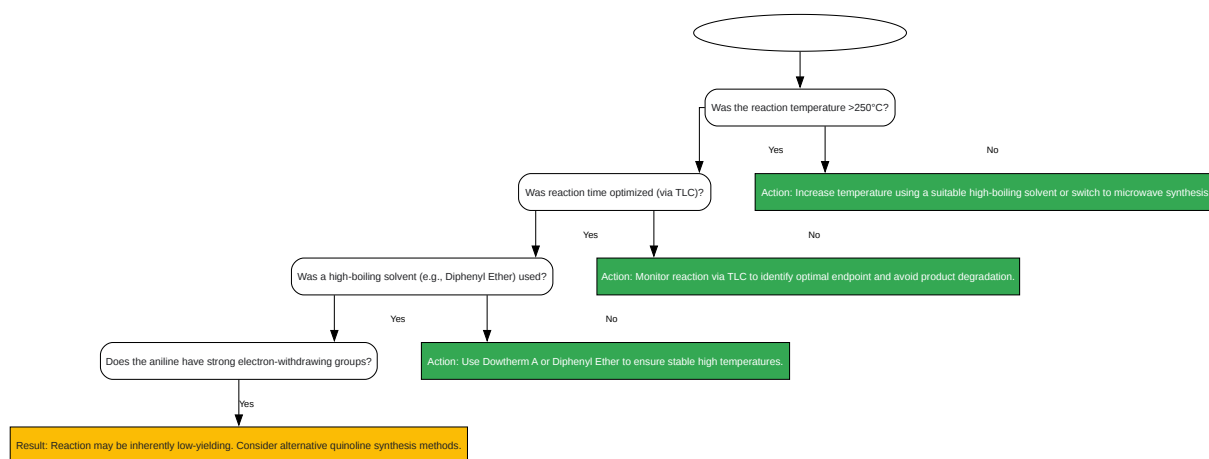 Was the reaction temperature >250°C?
Yes
No
Was reaction time optimized (via TLC)?
Action: Increase temperature using a suitable high-boiling solvent or switch to microwave synthesis
Yes
No
Was a high-boiling solvent (e.g., Diphenyl Ether) used?
Action: Monitor reaction via TLC to identify optimal endpoint and avoid product degradation.
Yes
No
Does the aniline have strong electron-withdrawing groups?
Action: Use Dowtherm A or Diphenyl Ether to ensure stable high temperatures.
Yes
Result: Reaction may be inherently low-yielding. Consider alternative quinoline synthesis methods.